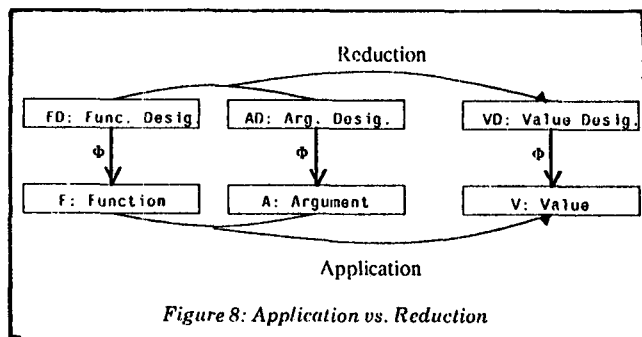 Reduction
FD: Func. Desig
AD: Arg. Desig.
VD: Value Desig.
Φ
Φ
Φ
F: Function
A: Argument
V: Value
Application
Figure 8: Application vs. Reduction